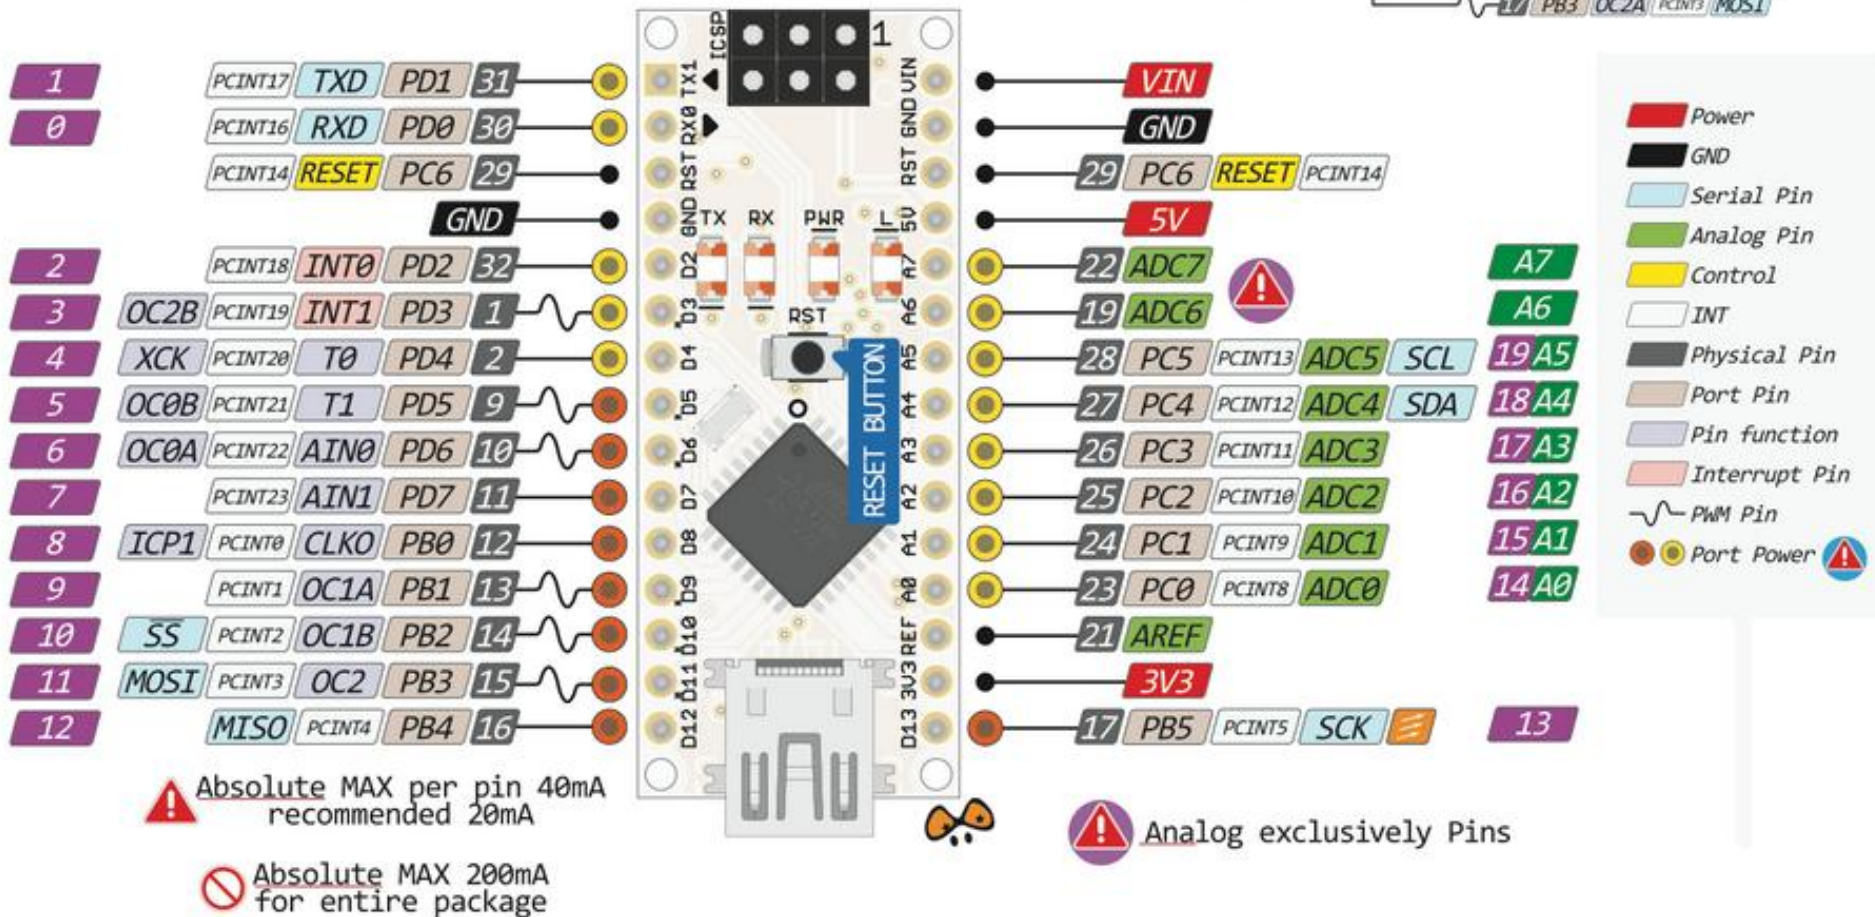 17 PB3 OC2A PCINT3 MOSI
ICSP 1
1 PCINT17 TXD PD1 31 TX1 VIN VIN
0 PCINT16 RXD PD0 30 RX0 GND GND
PCINT14 RESET PC6 29 RST RST 29 PC6 RESET PCINT14
GND GND 5V 5V
TX RX PWR L
2 PCINT18 INT0 PD2 32 D2 A7 22 ADC7 A7
3 OC2B PCINT19 INT1 PD3 1 D3 A6 19 ADC6 A6
RST
4 XCK PCINT20 T0 PD4 2 D4 A5 28 PC5 PCINT13 ADC5 SCL 19 A5
5 OC0B PCINT21 T1 PD5 9 D5 A4 27 PC4 PCINT12 ADC4 SDA 18 A4
6 OC0A PCINT22 AIN0 PD6 10 D6 A3 26 PC3 PCINT11 ADC3 17 A3
RESET BUTTON
7 PCINT23 AIN1 PD7 11 D7 A2 25 PC2 PCINT10 ADC2 16 A2
8 ICP1 PCINT0 CLKO PB0 12 D8 A1 24 PC1 PCINT9 ADC1 15 A1
9 PCINT1 OC1A PB1 13 D9 A0 23 PC0 PCINT8 ADC0 14 A0
10 SS PCINT2 OC1B PB2 14 D10 REF 21 AREF
11 MOSI PCINT3 OC2 PB3 15 D11 3V3 3V3
12 MISO PCINT4 PB4 16 D12 D13 17 PB5 PCINT5 SCK 13
Power
GND
Serial Pin
Analog Pin
Control
INT
Physical Pin
Port Pin
Pin function
Interrupt Pin
PWM Pin
Port Power
Absolute MAX per pin 40mA
recommended 20mA
Absolute MAX 200mA
for entire package
Analog exclusively Pins